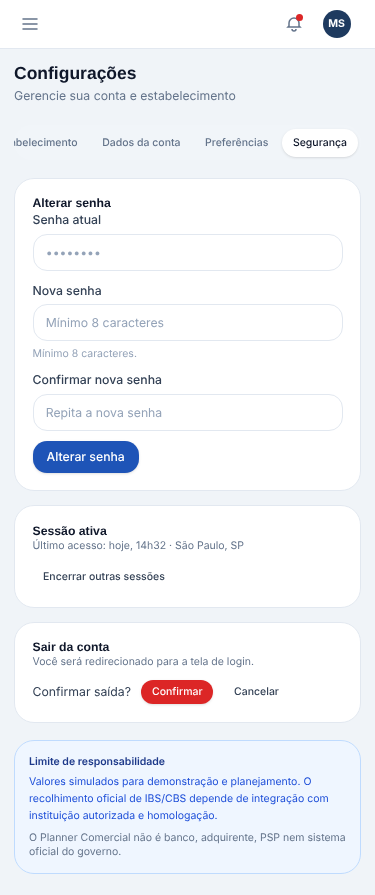 MS
Configurações
Gerencie sua conta e estabelecimento
belecimento Dados da conta Preferências Segurança
Alterar senha
Senha atual
••••••••
Nova senha
Mínimo 8 caracteres
Mínimo 8 caracteres.
Confirmar nova senha
Repita a nova senha
Alterar senha
Sessão ativa
Último acesso: hoje, 14h32 · São Paulo, SP
Encerrar outras sessões
Sair da conta
Você será redirecionado para a tela de login.
Confirmar saída? Confirmar Cancelar
Limite de responsabilidade
Valores simulados para demonstração e planejamento. O
recolhimento oficial de IBS/CBS depende de integração com
instituição autorizada e homologação.
O Planner Comercial não é banco, adquirente, PSP nem sistema
oficial do governo.